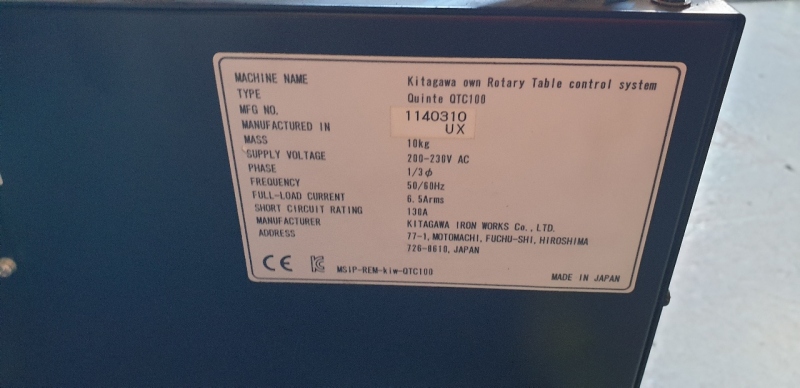 MACHINE NAME Kitagawa own Rotary Table control system
TYPE Quinte QTC100
MFG NO. 1140310
MANUFACTURED IN UX
MASS 10kg
SUPPLY VOLTAGE 200-230V AC
PHASE 1/3ϕ
FREQUENCY 50/60Hz
FULL-LOAD CURRENT 6.5Arms
SHORT CIRCUIT RATING 130A
MANUFACTURER KITAGAWA IRON WORKS Co., LTD.
ADDRESS 77-1, MOTOMACHI, FUCHU-SHI, HIROSHIMA
726-8610, JAPAN
CE MSIP-REM-kiw-QTC100 MADE IN JAPAN